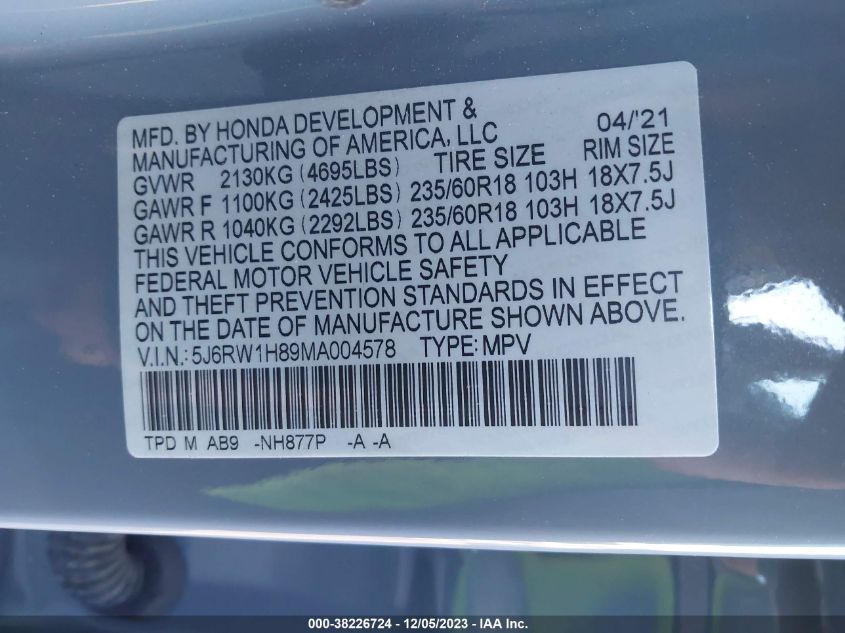 MFD. BY HONDA DEVELOPMENT &
MANUFACTURING OF AMERICA, LLC 04/'21
GVWR 2130KG (4695LBS) TIRE SIZE RIM SIZE
GAWR F 1100KG (2425LBS) 235/60R18 103H 18X7.5J
GAWR R 1040KG (2292LBS) 235/60R18 103H 18X7.5J
THIS VEHICLE CONFORMS TO ALL APPLICABLE
FEDERAL MOTOR VEHICLE SAFETY
AND THEFT PREVENTION STANDARDS IN EFFECT
ON THE DATE OF MANUFACTURE SHOWN ABOVE.
V.I.N.: 5J6RW1H89MA004578 TYPE: MPV
TPD M AB9 -NH877P -A -A
000-38226724 - 12/05/2023 - IAA Inc.